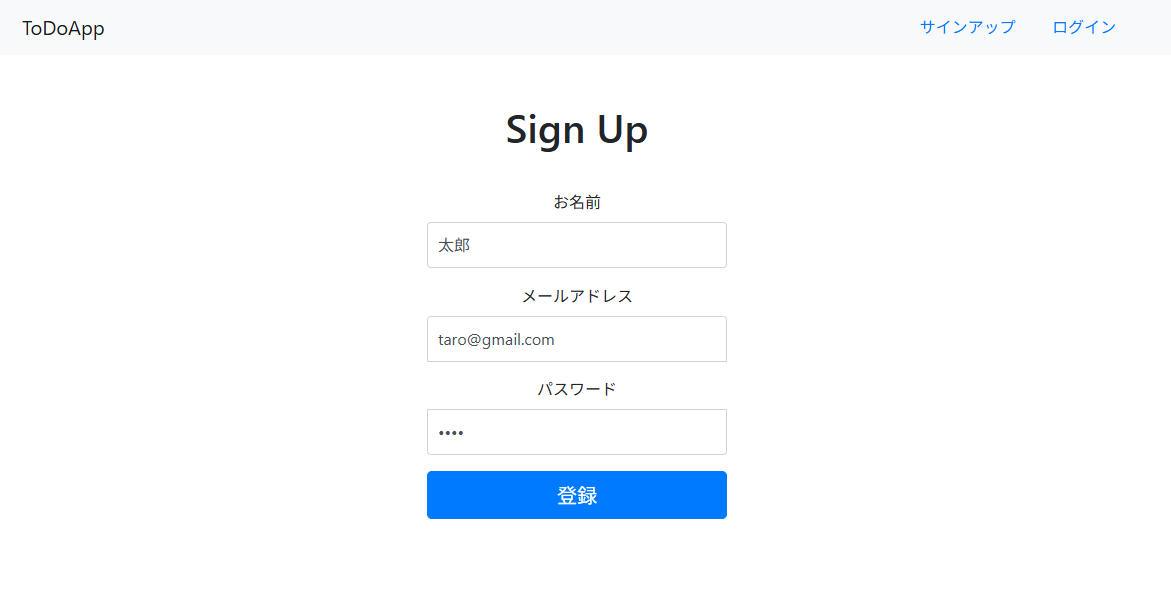 ToDoApp サインアップ ログイン
Sign Up
お名前
太郎
メールアドレス
taro@gmail.com
パスワード
••••
登録